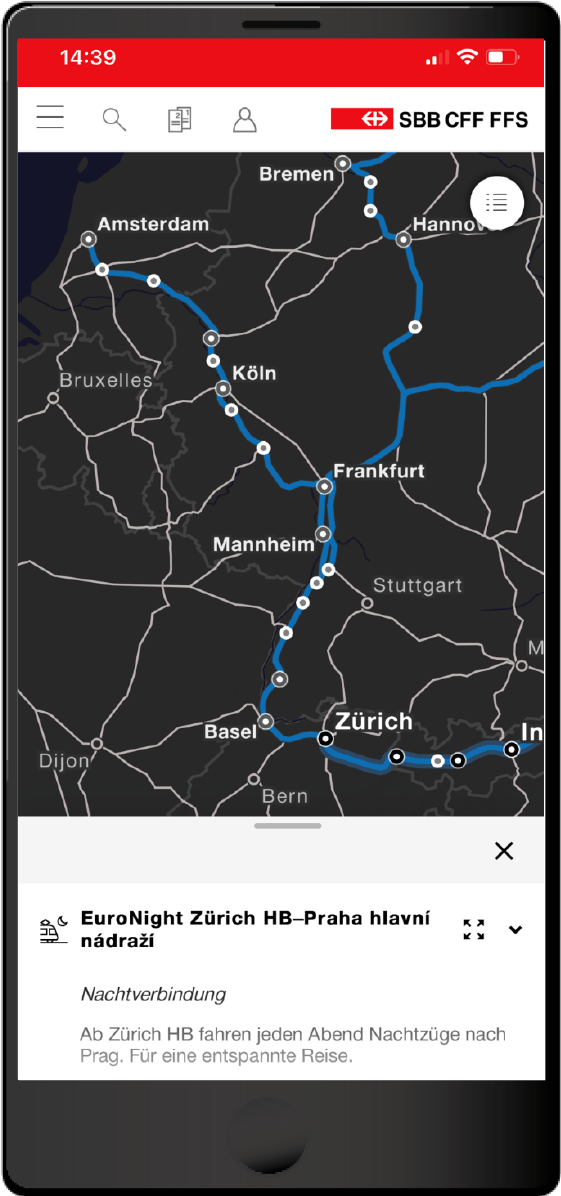 14:39
SBB CFF FFS
Bremen
Amsterdam
Hannov
Köln
Bruxelles
Frankfurt
Mannheim
Stuttgart
M
Zürich
Basel
In
Dijon
Bern
EuroNight Zürich HB–Praha hlavní
nádraží
Nachtverbindung
Ab Zürich HB fahren jeden Abend Nachtzüge nach
Prag. Für eine entspannte Reise.